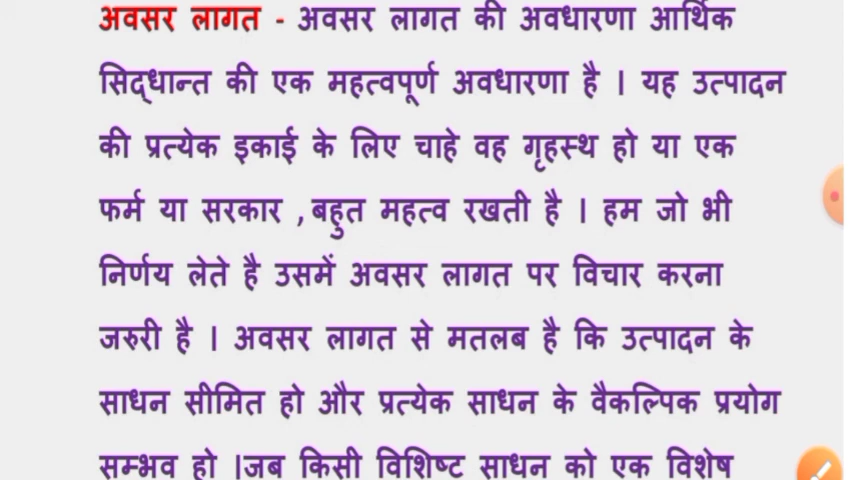 अवसर लागत - अवसर लागत की अवधारणा आर्थिक
सिद्धान्त की एक महत्वपूर्ण अवधारणा है । यह उत्पादन
की प्रत्येक इकाई के लिए चाहे वह गृहस्थ हो या एक
फर्म या सरकार ,बहुत महत्व रखती है । हम जो भी
निर्णय लेते है उसमें अवसर लागत पर विचार करना
जरुरी है । अवसर लागत से मतलब है कि उत्पादन के
साधन सीमित हो और प्रत्येक साधन के वैकल्पिक प्रयोग
सम्भव हो ।जब किसी विशिष्ट साधन को एक विशेष